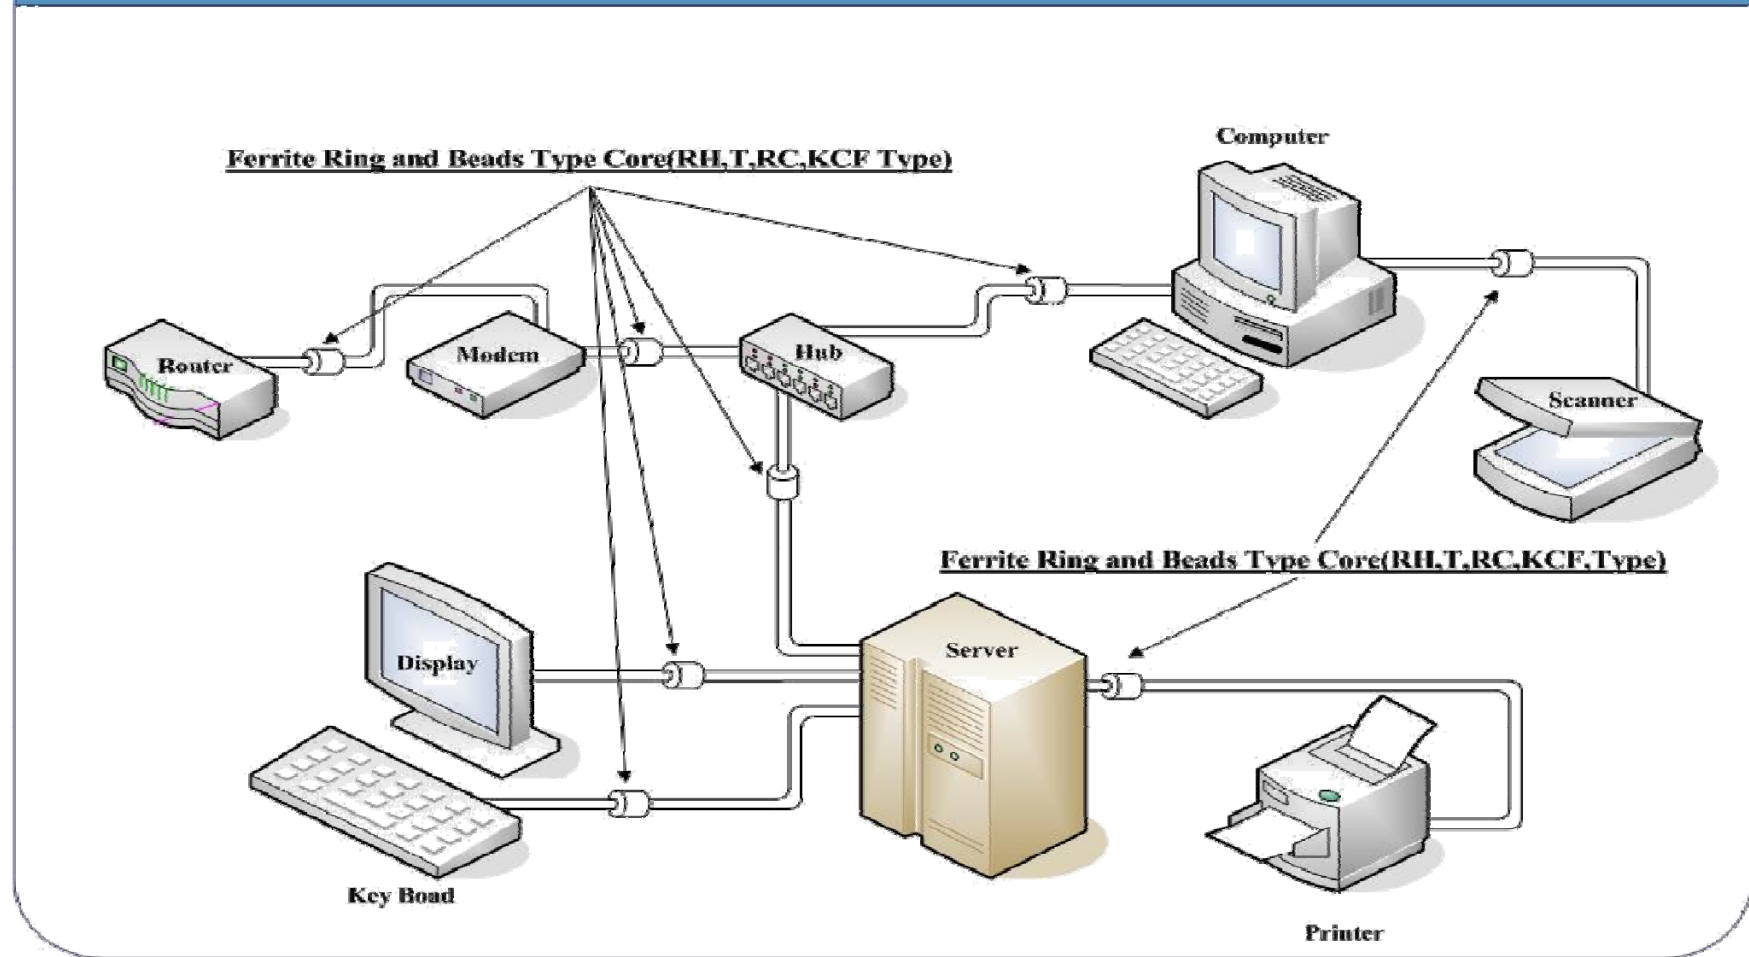 Computer
Ferrite Ring and Beads Type Core(RH,T,RC,KCF Type)
Router
Modem
Hub
Scanner
Ferrite Ring and Beads Type Core(RH,T,RC,KCF,Type)
Display
Server
Key Boad
Printer